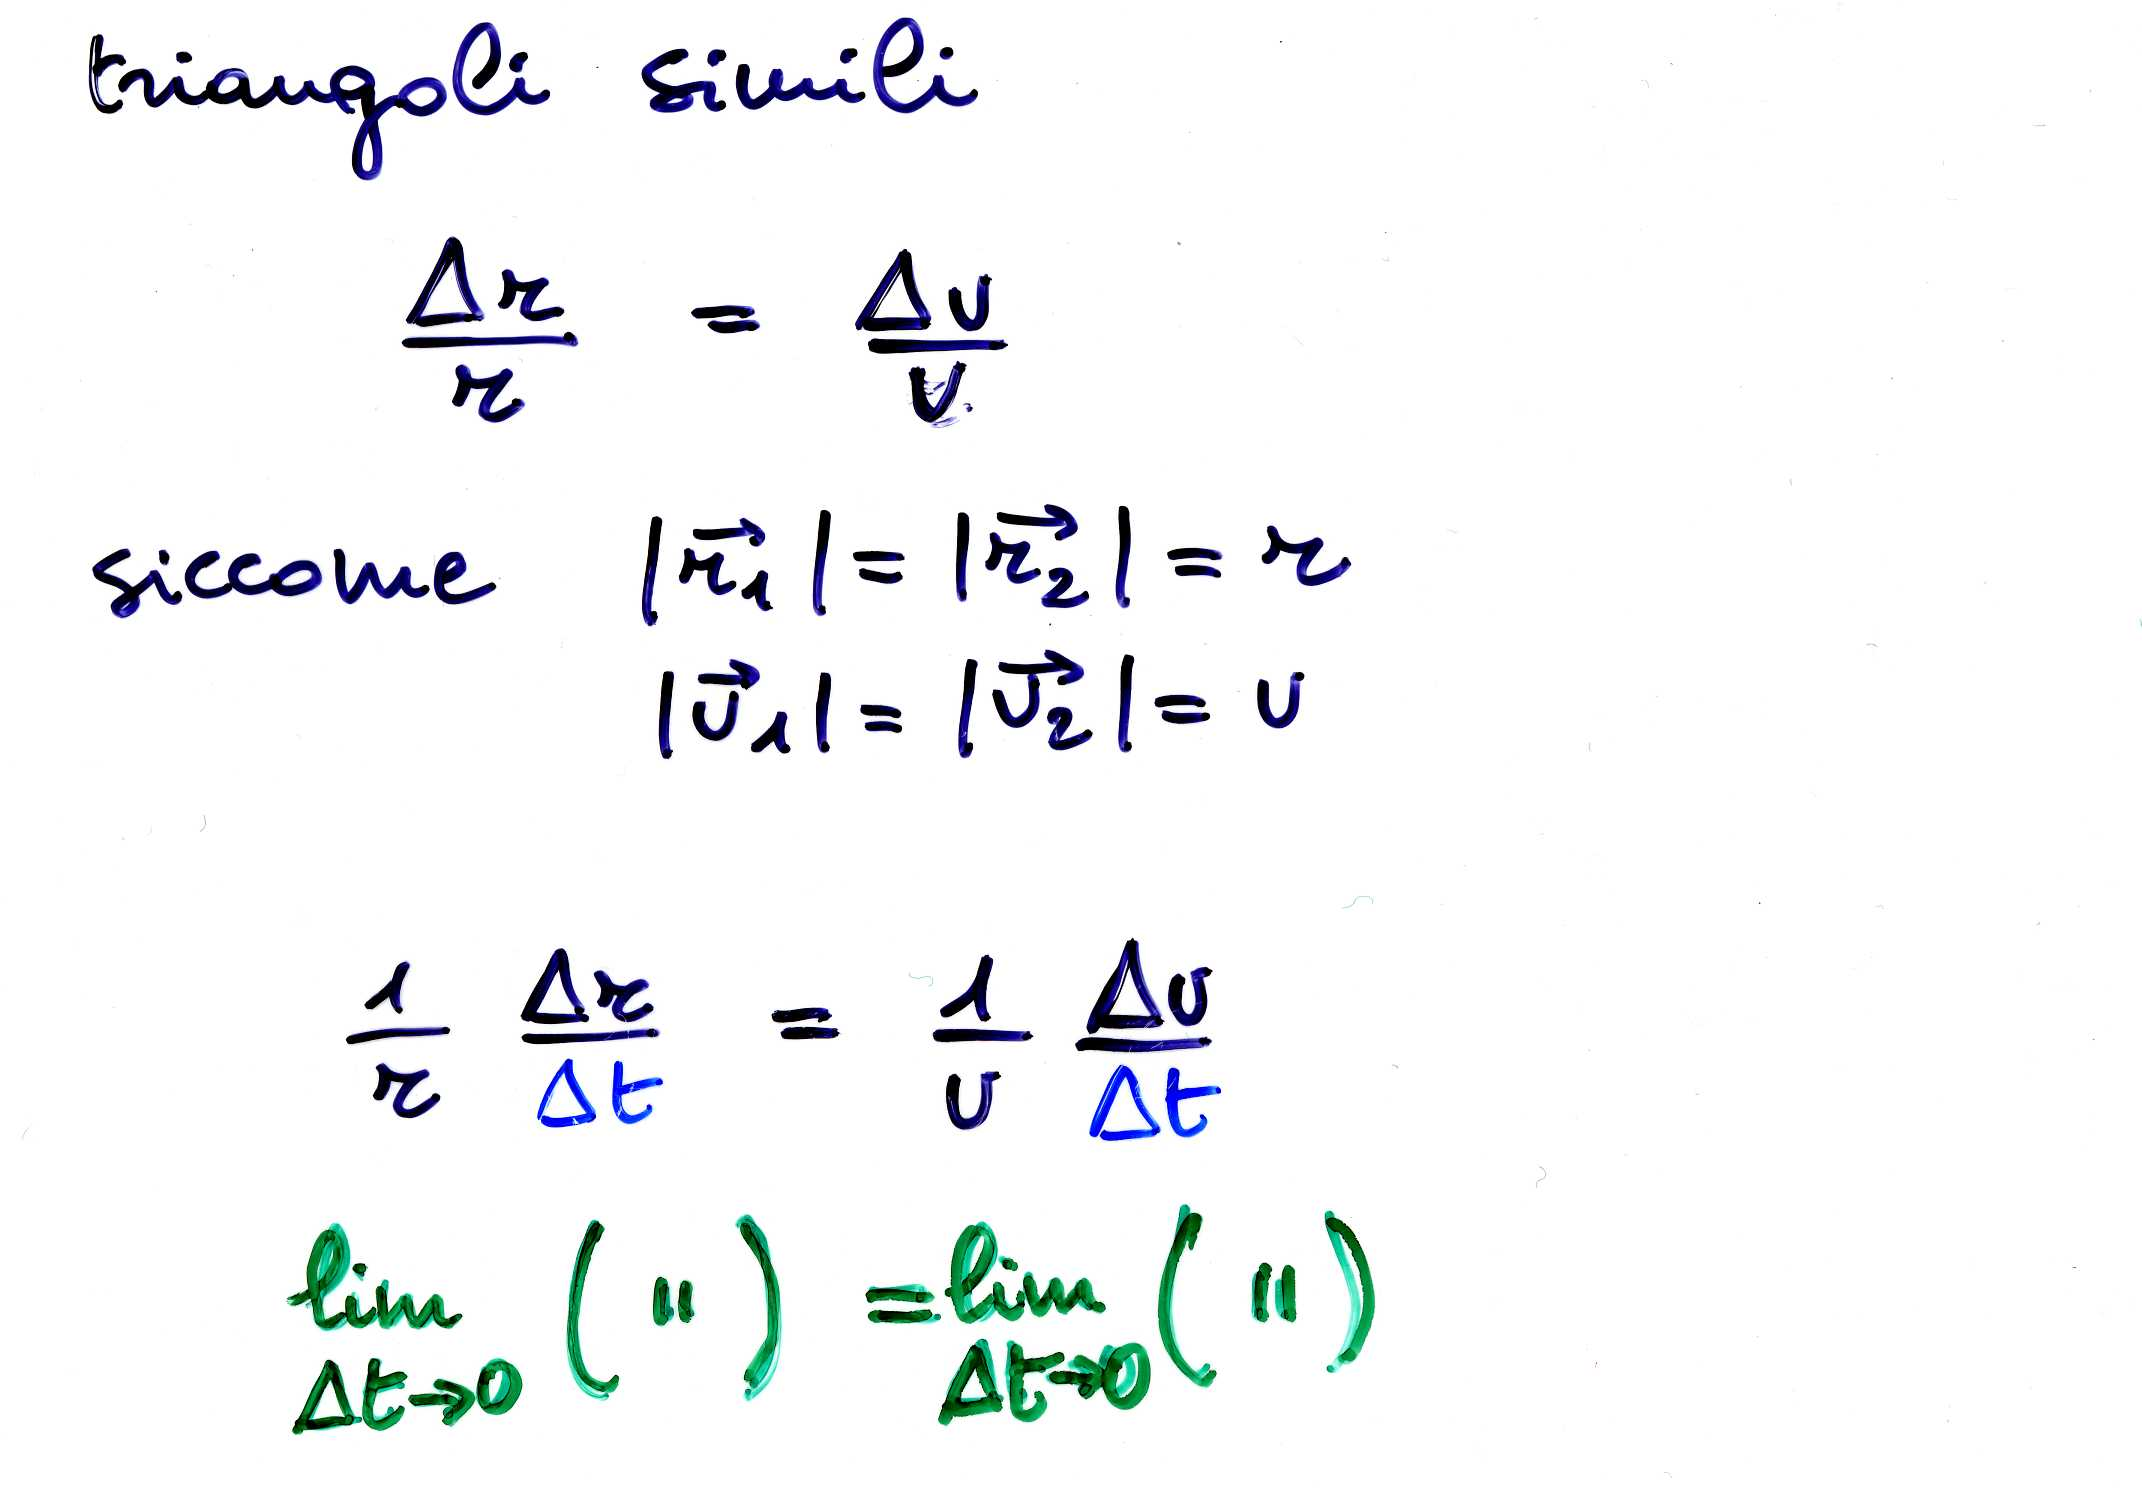 triangoli simili
Δr/r = Δv/v
siccome |r⃗₁| = |r⃗₂| = r
|v⃗₁| = |v⃗₂| = v
1/r Δr/Δt = 1/v Δv/Δt
lim Δt→0 ( " ) = lim Δt→0 ( " )